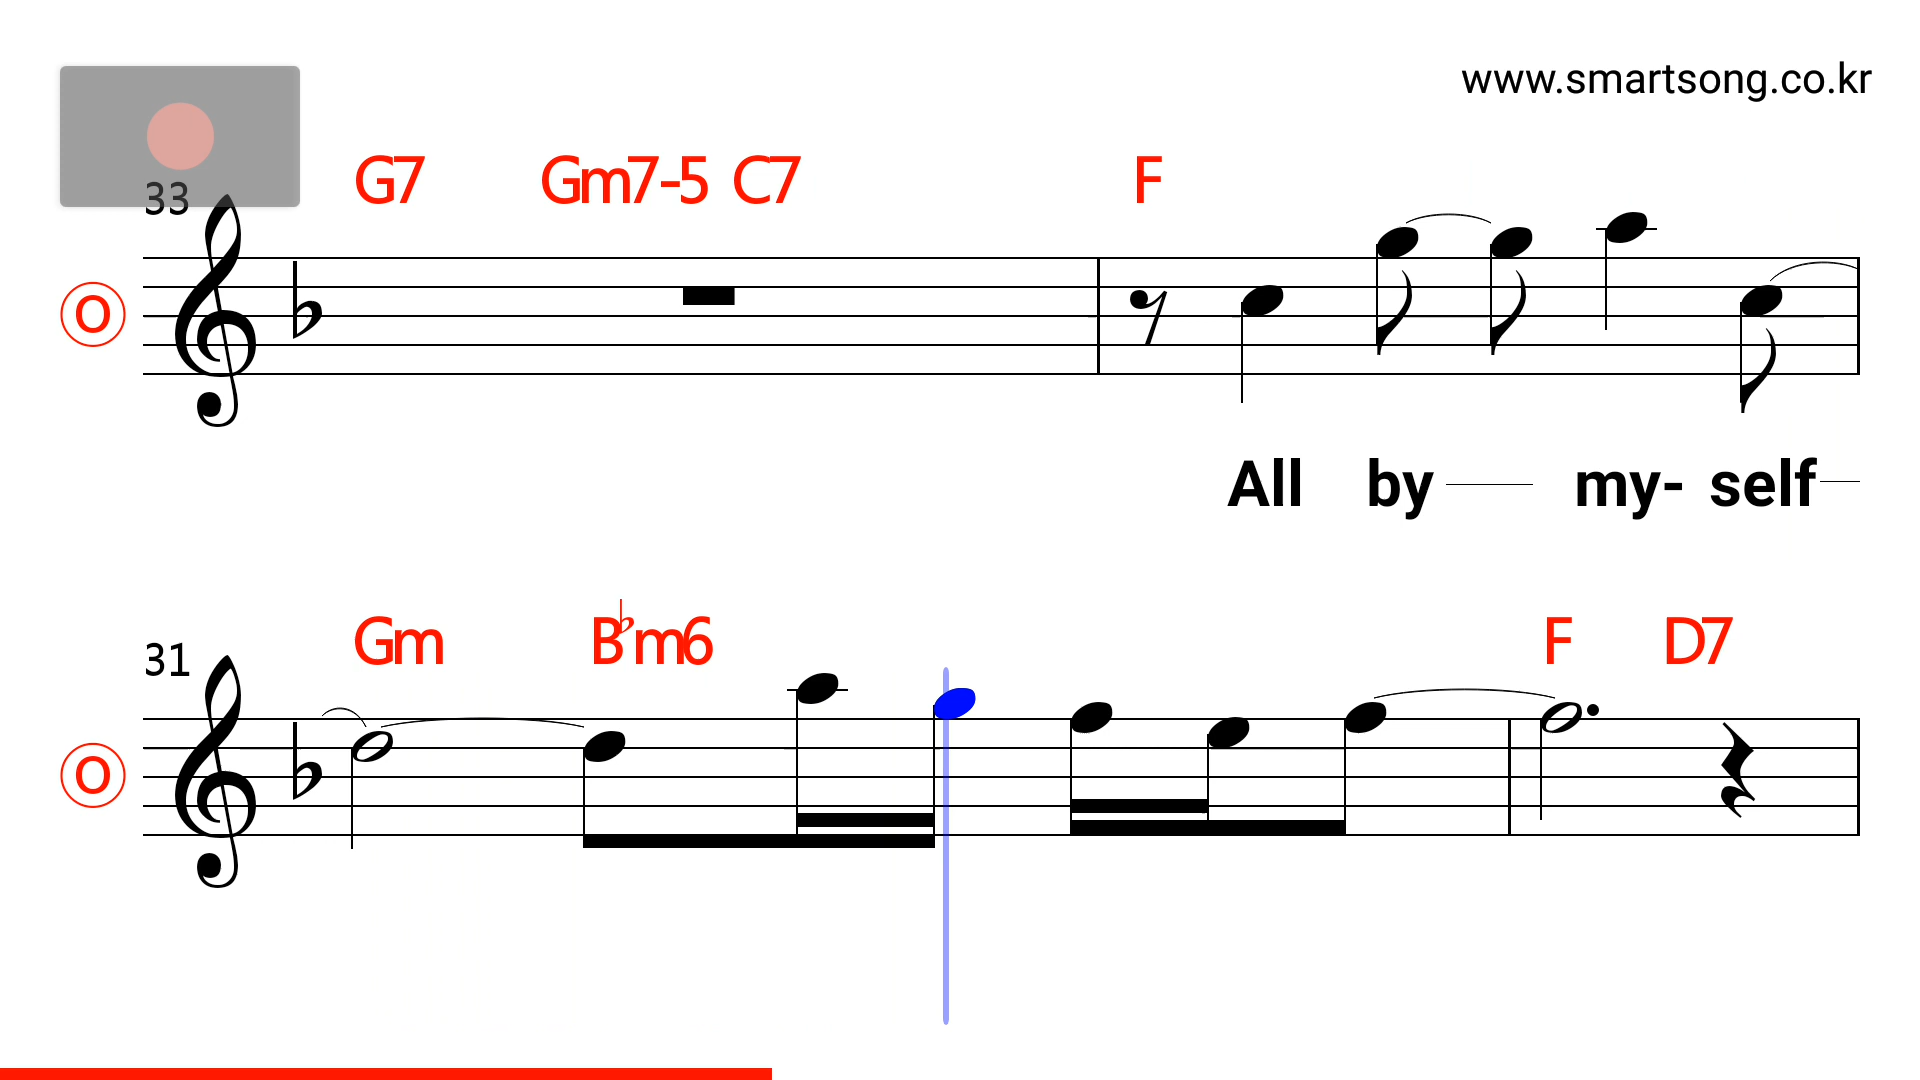 www.smartsong.co.kr
G7 Gm7-5 C7 F
33
O
All by my- self
Gm B♭m6 F D7
31
O